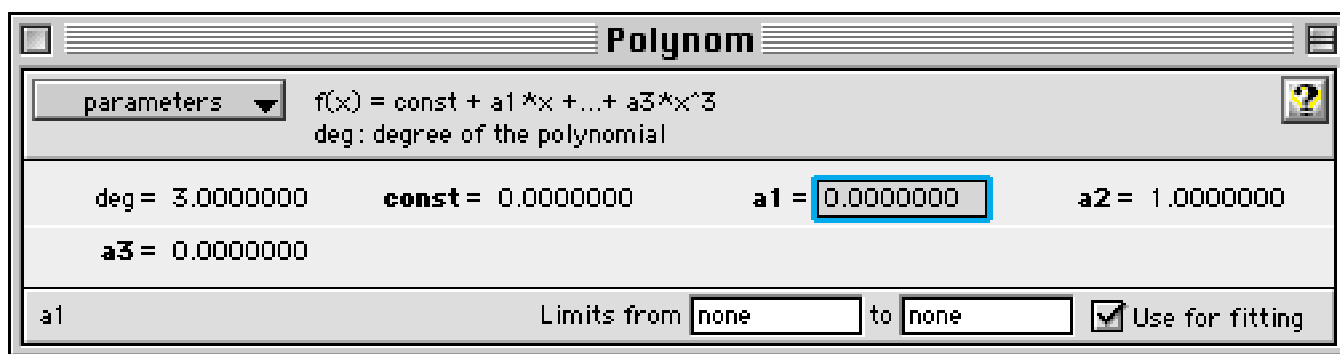 Polynom
parameters
f(x) = const + a1*x +...+ a3*x^3
deg: degree of the polynomial
?
deg = 3.0000000 const = 0.0000000 a1 = 0.0000000 a2 = 1.0000000
a3 = 0.0000000
a1 Limits from none to none Use for fitting